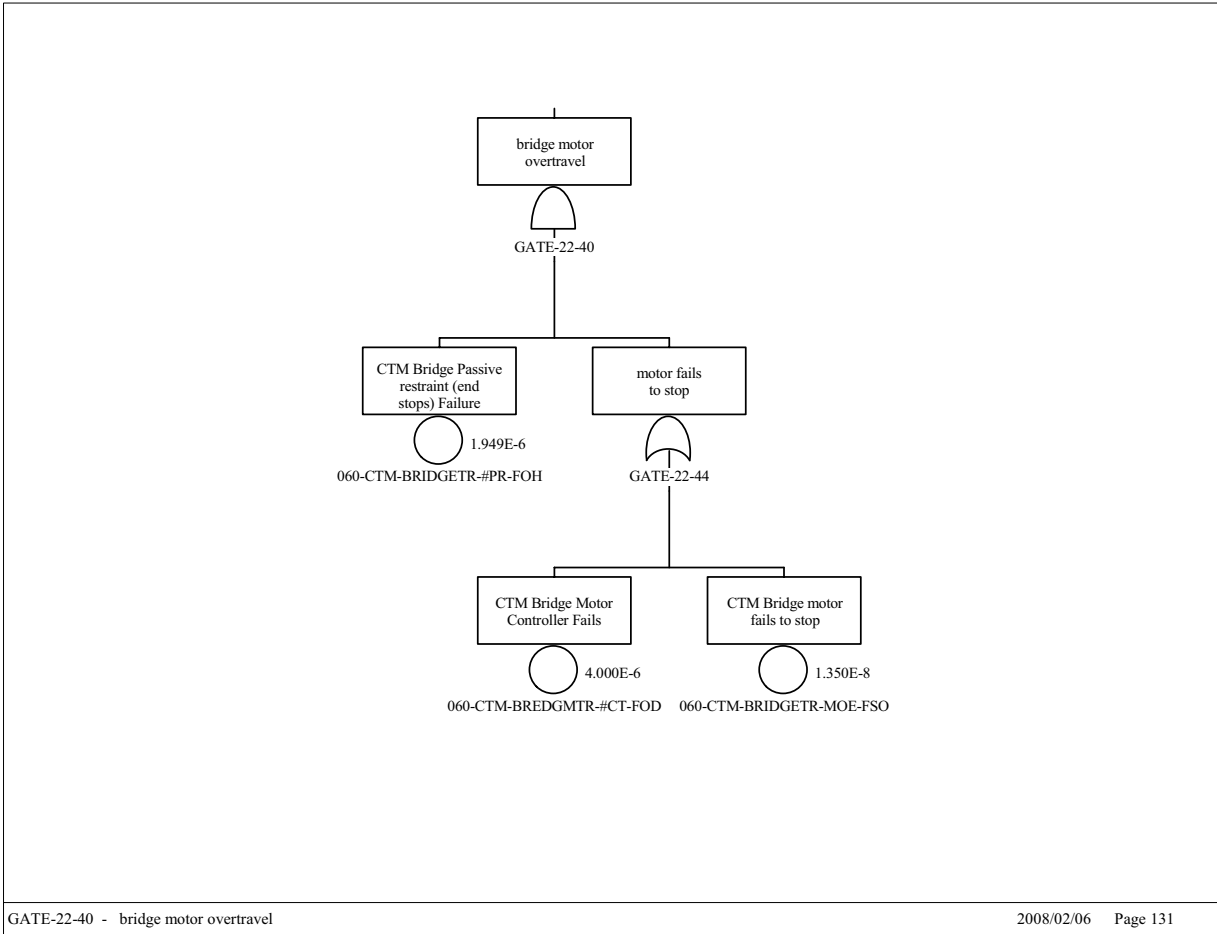 bridge motor
overtravel
GATE-22-40
CTM Bridge Passive
restraint (end
stops) Failure
1.949E-6
060-CTM-BRIDGETR-#PR-FOH
motor fails
to stop
GATE-22-44
CTM Bridge Motor
Controller Fails
4.000E-6
060-CTM-BREDGMTR-#CT-FOD
CTM Bridge motor
fails to stop
1.350E-8
060-CTM-BRIDGETR-MOE-FSO
GATE-22-40 - bridge motor overtravel
2008/02/06 Page 131